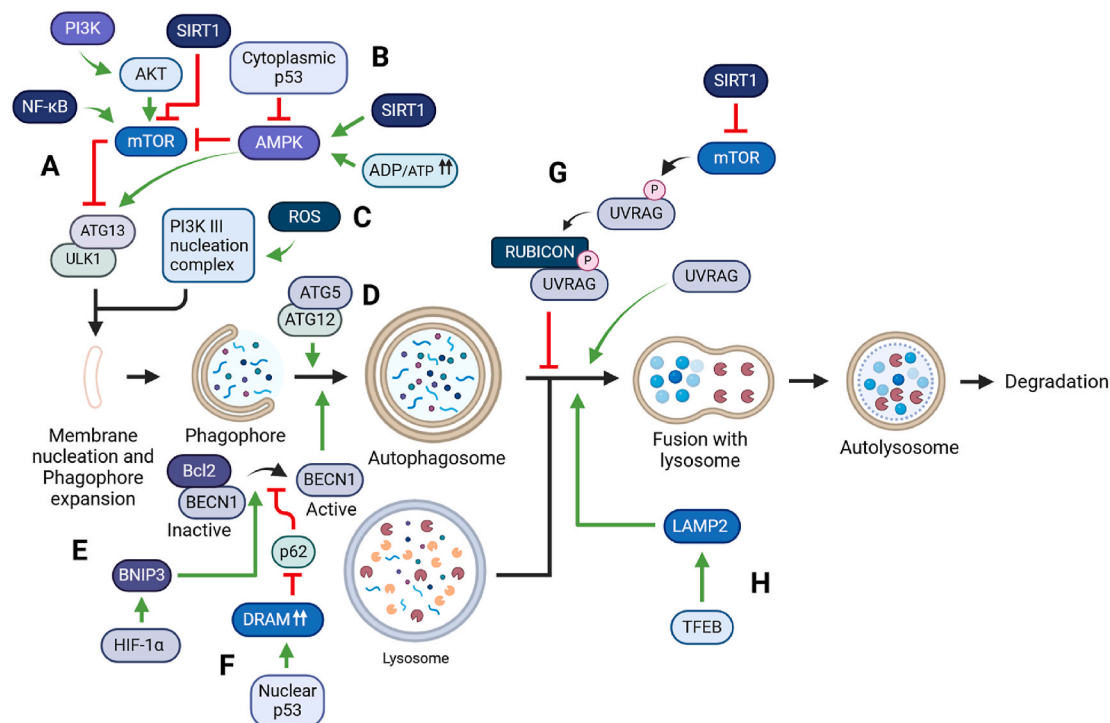 PI3K
SIRT1
AKT
NF-κB
mTOR
Cytoplasmic
p53
B
SIRT1
AMPK
ADP/ATP
A
ATG13
ULK1
PI3K III
nucleation
complex
ROS
C
ATG5
ATG12
D
SIRT1
mTOR
G
P
UVRAG
RUBICON
P
UVRAG
UVRAG
Membrane
nucleation and
Phagophore
expansion
Phagophore
Autophagosome
Fusion with
lysosome
Autolysosome
Degradation
Bcl2
BECN1
Inactive
BECN1
Active
E
BNIP3
HIF-1α
p62
DRAM
F
Nuclear
p53
Lysosome
LAMP2
H
TFEB